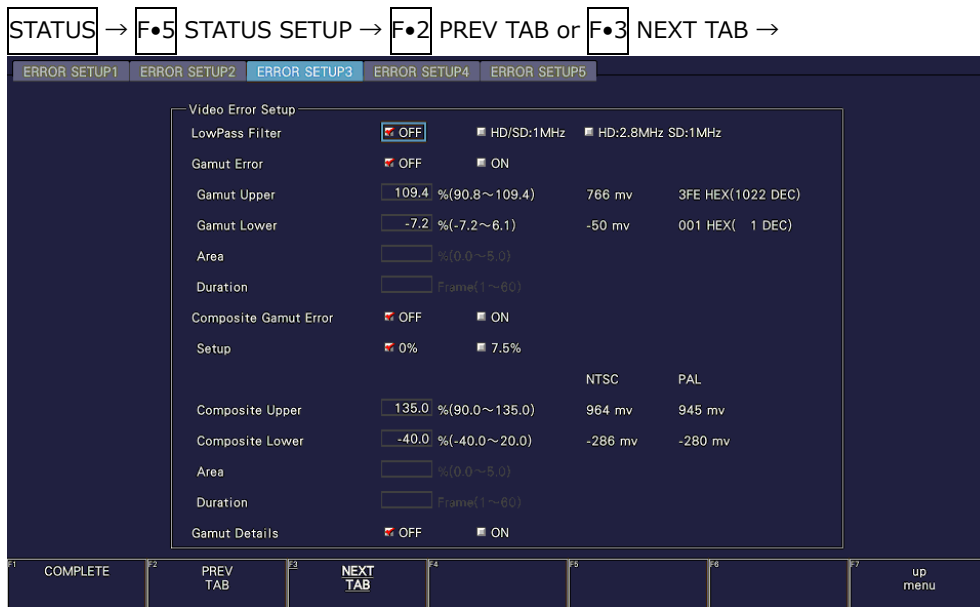 STATUS → F•5 STATUS SETUP → F•2 PREV TAB or F•3 NEXT TAB →
ERROR SETUP1 ERROR SETUP2 ERROR SETUP3 ERROR SETUP4 ERROR SETUP5
Video Error Setup
LowPass Filter OFF HD/SD:1MHz HD:2.8MHz SD:1MHz
Gamut Error OFF ON
Gamut Upper 109.4 %(90.8~109.4) 766 mv 3FE HEX(1022 DEC)
Gamut Lower -7.2 %(-7.2~6.1) -50 mv 001 HEX( 1 DEC)
Area %(0.0~5.0)
Duration Frame(1~60)
Composite Gamut Error OFF ON
Setup 0% 7.5%
NTSC PAL
Composite Upper 135.0 %(90.0~135.0) 964 mv 945 mv
Composite Lower -40.0 %(-40.0~20.0) -286 mv -280 mv
Area %(0.0~5.0)
Duration Frame(1~60)
Gamut Details OFF ON
F1 COMPLETE F2 PREV TAB F3 NEXT TAB F4 F5 F6 F7 up menu